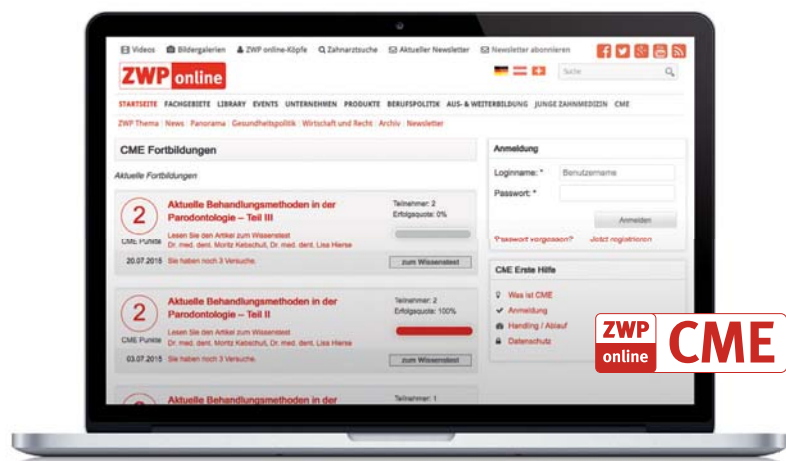 Videos Bildergalerien ZWP online-Köpfe Zahnarztsuche Aktueller Newsletter Newsletter abonnieren
ZWP online
Suche
STARTSEITE FACHGEBIETE LIBRARY EVENTS UNTERNEHMEN PRODUKTE BERUFSPOLITIK AUS- & WEITERBILDUNG JUNGE ZAHNMEDIZIN CME
ZWP Thema News Panorama Gesundheitspolitik Wirtschaft und Recht Archiv Newsletter
CME Fortbildungen
Aktuelle Fortbildungen
2
CME Punkte
20.07.2015
Aktuelle Behandlungsmethoden in der
Parodontologie – Teil III
Lesen Sie den Artikel zum Wissenstest
Dr. med. dent. Moritz Kebschull, Dr. med. dent. Lisa Hierse
Sie haben noch 3 Versuche.
Teilnehmer: 2
Erfolgsquote: 0%
zum Wissenstest
2
CME Punkte
03.07.2015
Aktuelle Behandlungsmethoden in der
Parodontologie – Teil II
Lesen Sie den Artikel zum Wissenstest
Dr. med. dent. Moritz Kebschull, Dr. med. dent. Lisa Hierse
Sie haben noch 3 Versuche.
Teilnehmer: 2
Erfolgsquote: 100%
zum Wissenstest
2
Aktuelle Behandlungsmethoden in der
Teilnehmer: 1
Anmeldung
Loginname: * Benutzername
Passwort: *
Anmelden
Passwort vergessen? Jetzt registrieren
CME Erste Hilfe
Was ist CME
Anmeldung
Handling / Ablauf
Datenschutz
ZWP online CME